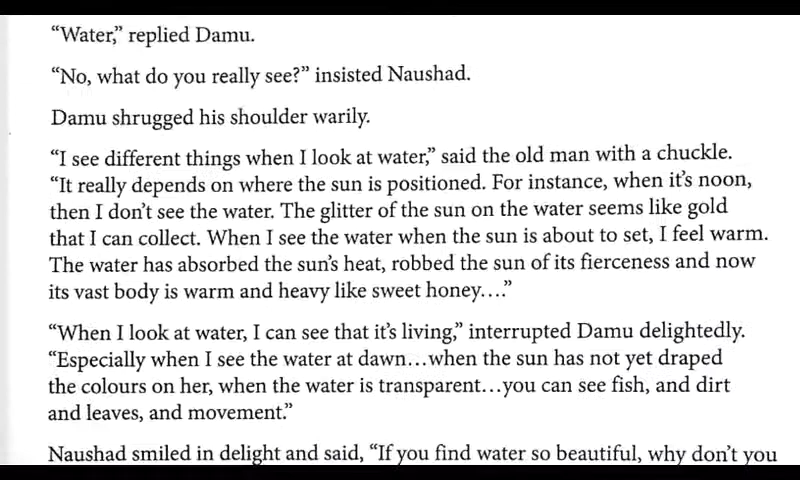 “Water,” replied Damu.
“No, what do you really see?” insisted Naushad.
Damu shrugged his shoulder warily.
“I see different things when I look at water,” said the old man with a chuckle.
“It really depends on where the sun is positioned. For instance, when it’s noon,
then I don’t see the water. The glitter of the sun on the water seems like gold
that I can collect. When I see the water when the sun is about to set, I feel warm.
The water has absorbed the sun’s heat, robbed the sun of its fierceness and now
its vast body is warm and heavy like sweet honey….”
“When I look at water, I can see that it’s living,” interrupted Damu delightedly.
“Especially when I see the water at dawn…when the sun has not yet draped
the colours on her, when the water is transparent…you can see fish, and dirt
and leaves, and movement.”
Naushad smiled in delight and said, “If you find water so beautiful, why don’t you